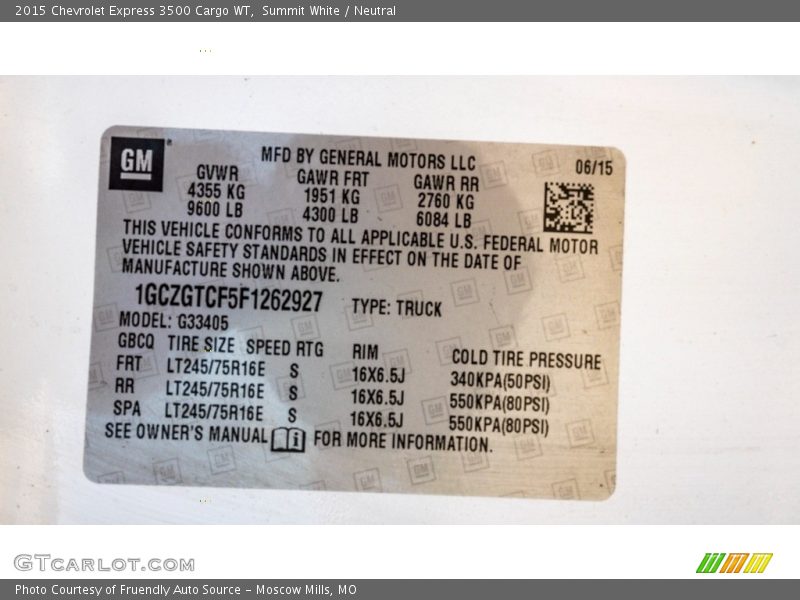 2015 Chevrolet Express 3500 Cargo WT, Summit White / Neutral
GM
MFD BY GENERAL MOTORS LLC
06/15
GVWR GAWR FRT GAWR RR
4355 KG 1951 KG 2760 KG
9600 LB 4300 LB 6084 LB
THIS VEHICLE CONFORMS TO ALL APPLICABLE U.S. FEDERAL MOTOR
VEHICLE SAFETY STANDARDS IN EFFECT ON THE DATE OF
MANUFACTURE SHOWN ABOVE.
1GCZGTCF5F1262927 TYPE: TRUCK
MODEL: G33405
GBCQ TIRE SIZE SPEED RTG RIM COLD TIRE PRESSURE
FRT LT245/75R16E S 16X6.5J 340KPA(50PSI)
RR LT245/75R16E S 16X6.5J 550KPA(80PSI)
SPA LT245/75R16E S 16X6.5J 550KPA(80PSI)
SEE OWNER'S MANUAL FOR MORE INFORMATION.
GTCARLOT.COM
Photo Courtesy of Fruendly Auto Source - Moscow Mills, MO